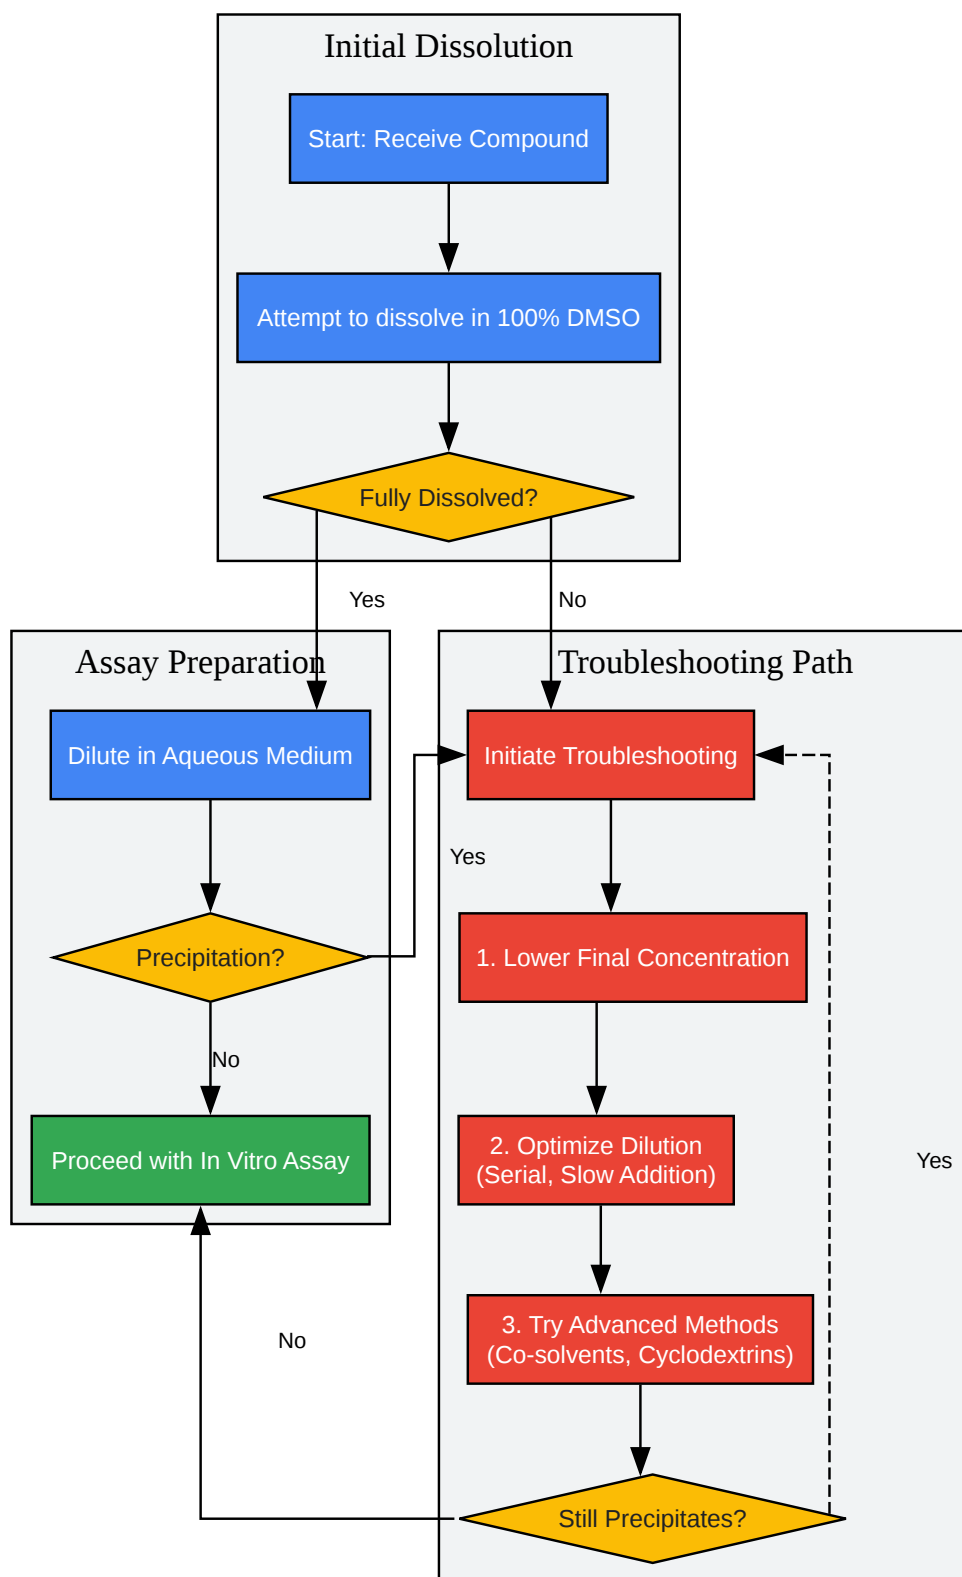 Initial Dissolution
Start: Receive Compound
Attempt to dissolve in 100% DMSO
Fully Dissolved?
Yes
No
Assay Preparation
Dilute in Aqueous Medium
Precipitation?
Yes
No
Proceed with In Vitro Assay
No
Troubleshooting Path
Initiate Troubleshooting
1. Lower Final Concentration
2. Optimize Dilution
(Serial, Slow Addition)
3. Try Advanced Methods
(Co-solvents, Cyclodextrins)
Still Precipitates?
Yes